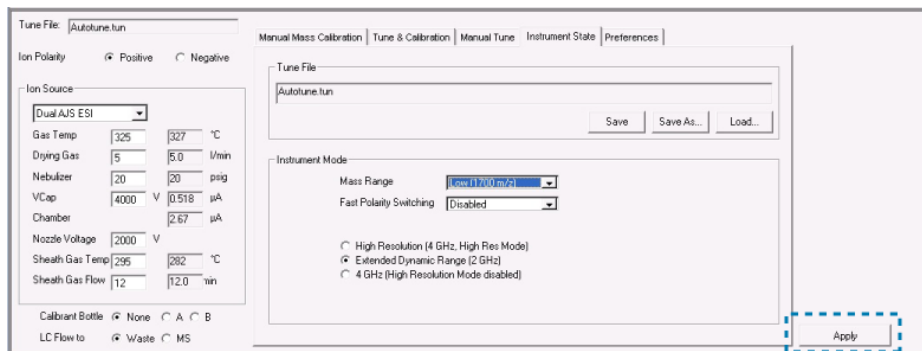 Tune File: Autotune.tun
Ion Polarity Positive Negative
Ion Source
Dual AJS ESI
Gas Temp 325 327 °C
Drying Gas 5 5.0 l/min
Nebulizer 20 20 psig
VCap 4000 V 0.518 µA
Chamber 2.67 µA
Nozzle Voltage 2000 V
Sheath Gas Temp 295 282 °C
Sheath Gas Flow 12 12.0 min
Calibrant Bottle None A B
LC Flow to Waste MS
Manual Mass Calibration Tune & Calibration Manual Tune Instrument State Preferences
Tune File
Autotune.tun
Save Save As... Load...
Instrument Mode
Mass Range Low (1700 m/z)
Fast Polarity Switching Disabled
High Resolution (4 GHz, High Res Mode)
Extended Dynamic Range (2 GHz)
4 GHz (High Resolution Mode disabled)
Apply